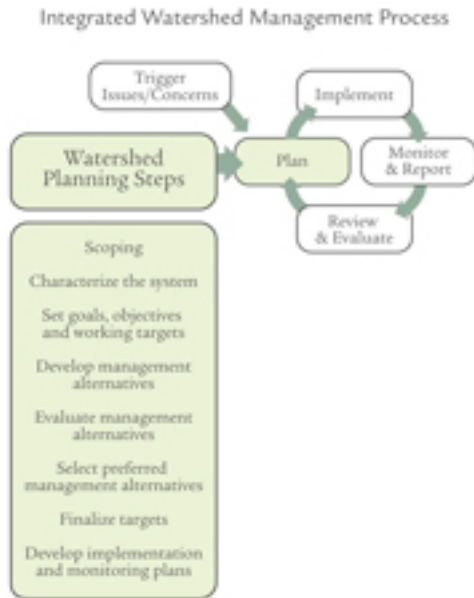 Integrated Watershed Management Process
Trigger
Issues/Concerns
Implement
Watershed
Planning Steps
Plan
Monitor
& Report
Review
& Evaluate
Scoping
Characterize the system
Set goals, objectives
and working targets
Develop management
alternatives
Evaluate management
alternatives
Select preferred
management alternatives
Finalize targets
Develop implementation
and monitoring plans